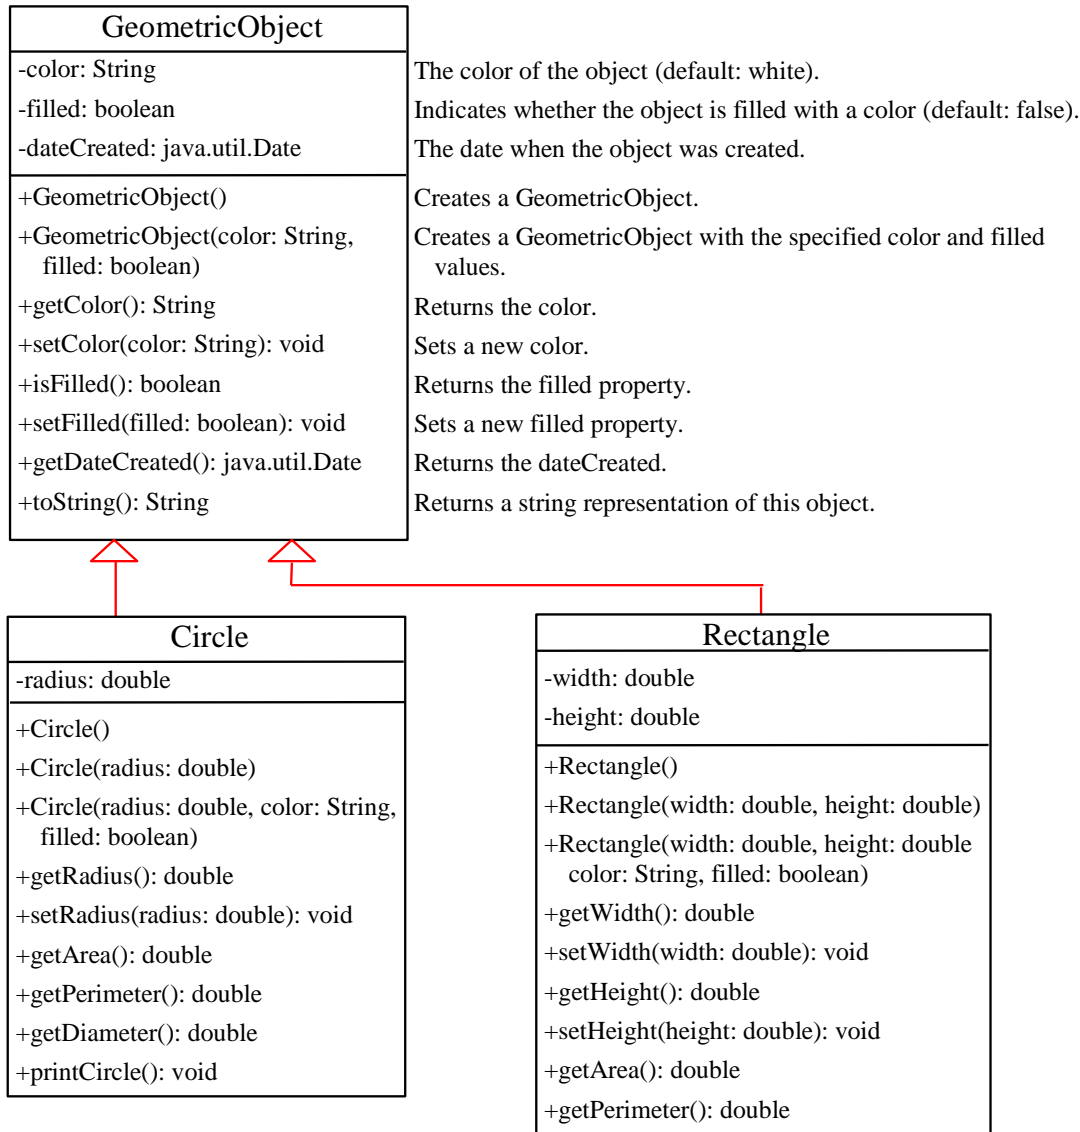 GeometricObject
-color: String
The color of the object (default: white).
-filled: boolean
Indicates whether the object is filled with a color (default: false).
-dateCreated: java.util.Date
The date when the object was created.
+GeometricObject()
Creates a GeometricObject.
+GeometricObject(color: String,
filled: boolean)
Creates a GeometricObject with the specified color and filled
values.
+getColor(): String
Returns the color.
+setColor(color: String): void
Sets a new color.
+isFilled(): boolean
Returns the filled property.
+setFilled(filled: boolean): void
Sets a new filled property.
+getDateCreated(): java.util.Date
Returns the dateCreated.
+toString(): String
Returns a string representation of this object.
Circle
-radius: double
+Circle()
+Circle(radius: double)
+Circle(radius: double, color: String,
filled: boolean)
+getRadius(): double
+setRadius(radius: double): void
+getArea(): double
+getPerimeter(): double
+getDiameter(): double
+printCircle(): void
Rectangle
-width: double
-height: double
+Rectangle()
+Rectangle(width: double, height: double)
+Rectangle(width: double, height: double
color: String, filled: boolean)
+getWidth(): double
+setWidth(width: double): void
+getHeight(): double
+setHeight(height: double): void
+getArea(): double
+getPerimeter(): double